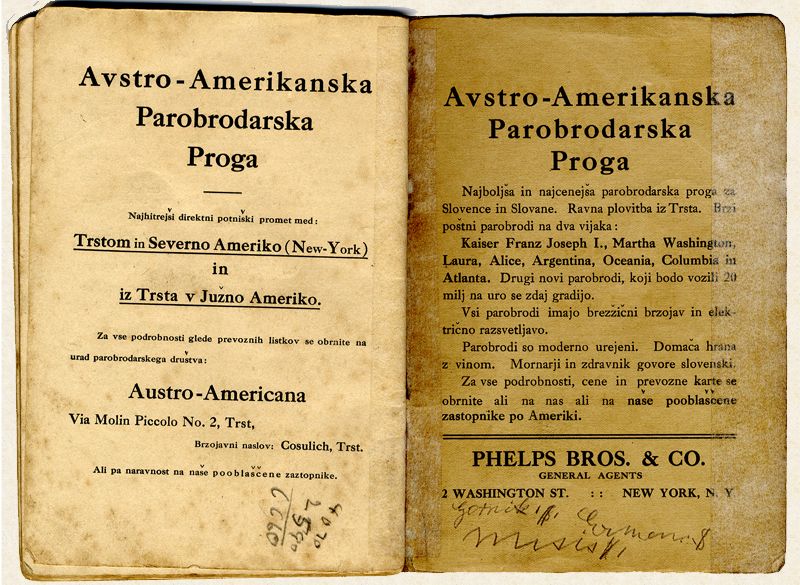 Avstro-Amerikanska
Parobrodarska
Proga
Najhitrejši direktni potniški promet med:
Trstom in Severno Ameriko (New-York)
in
iz Trsta v Južno Ameriko.
Za vse podrobnosti glede prevoznih listkov se obrnite na
urad parobrodarskega društva:
Austro-Americana
Via Molin Piccolo No. 2, Trst,
Brzojavni naslov: Cosulich, Trst.
Ali pa naravnost na naše pooblaščene zaztopnike.
4070
2590
6660
Avstro-Amerikanska
Parobrodarska
Proga
Najboljša in najcenejša parobrodarska proga za
Slovence in Slovane. Ravna plovitba iz Trsta. Brzi
poštni parobrodi na dva vijaka:
Kaiser Franz Joseph I., Martha Washington,
Laura, Alice, Argentina, Oceania, Columbia in
Atlanta. Drugi novi parobrodi, koji bodo vozili 20
milj na uro se zdaj gradijo.
Vsi parobrodi imajo brezžični brzojav in elek-
trično razsvetljavo.
Parobrodi so moderno urejeni. Domača hrana
z vinom. Mornarji in zdravnik govore slovenski.
Za vse podrobnosti, cene in prevozne karte se
obrnite ali na nas ali na naše pooblaščene
zastopnike po Ameriki.
PHELPS BROS. & CO.
GENERAL AGENTS
2 WASHINGTON ST. :: NEW YORK, N. Y